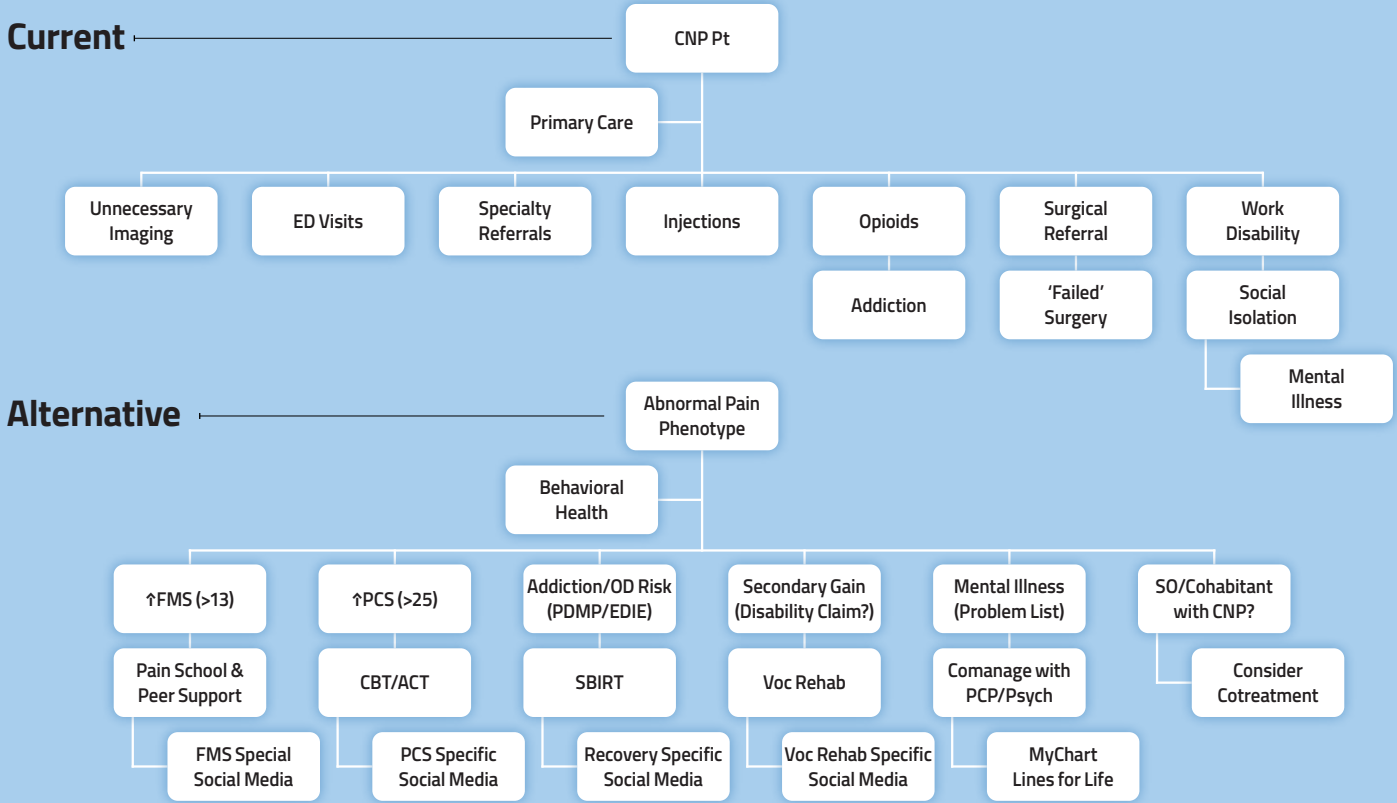 Current
CNP Pt
Primary Care
Unnecessary
Imaging
ED Visits
Specialty
Referrals
Injections
Opioids
Surgical
Referral
Work
Disability
Addiction
‘Failed’
Surgery
Social
Isolation
Mental
Illness
Alternative
Abnormal Pain
Phenotype
Behavioral
Health
↑FMS (>13)
↑PCS (>25)
Addiction/OD Risk
(PDMP/EDIE)
Secondary Gain
(Disability Claim?)
Mental Illness
(Problem List)
SO/Cohabitant
with CNP?
Pain School &
Peer Support
CBT/ACT
SBIRT
Voc Rehab
Comanage with
PCP/Psych
Consider
Cotreatment
FMS Special
Social Media
PCS Specific
Social Media
Recovery Specific
Social Media
Voc Rehab Specific
Social Media
MyChart
Lines for Life